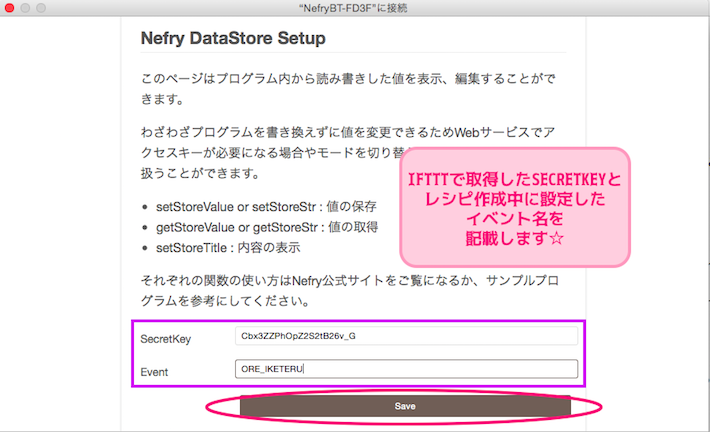 "NefryBT-FD3F"に接続
Nefry DataStore Setup
このページはプログラム内から読み書きした値を表示、編集することがで
きます。
わざわざプログラムを書き換えずに値を変更できるためWebサービスでア
クセスキーが必要になる場合やモードを切り替
扱うことができます。
IFTTTで取得したSECRETKEYと
レシピ作成中に設定した
イベント名を
記載します☆
• setStoreValue or setStoreStr : 値の保存
• getStoreValue or getStoreStr : 値の取得
• setStoreTitle : 内容の表示
それぞれの関数の使い方はNefry公式サイトをご覧になるか、サンプルプロ
グラムを参考にしてください。
SecretKey Cbx3ZZPhOpZ2S2tB26v_G
Event ORE_IKETERU
Save